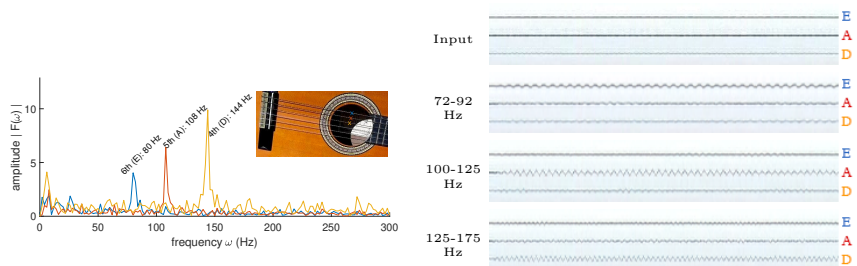 10
5
0
amplitude | F(ω) |
6th (E): 80 Hz
5th (A): 108 Hz
4th (D): 144 Hz
0 50 100 150 200 250 300
frequency ω (Hz)
Input
E
A
D
72-92
Hz
E
A
D
100-125
Hz
E
A
D
125-175
Hz
E
A
D